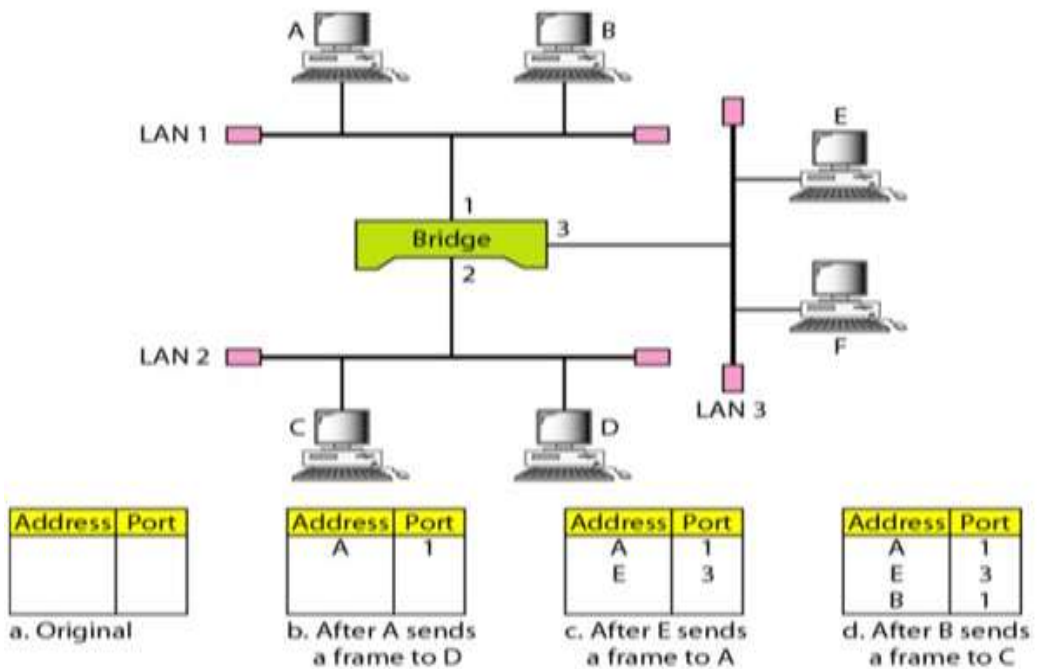 A
B
LAN 1
E
1
Bridge
3
2
LAN 2
F
C
D
LAN 3
Address Port
a. Original
Address Port
A 1
b. After A sends
a frame to D
Address Port
A 1
E 3
c. After E sends
a frame to A
Address Port
A 1
E 3
B 1
d. After B sends
a frame to C